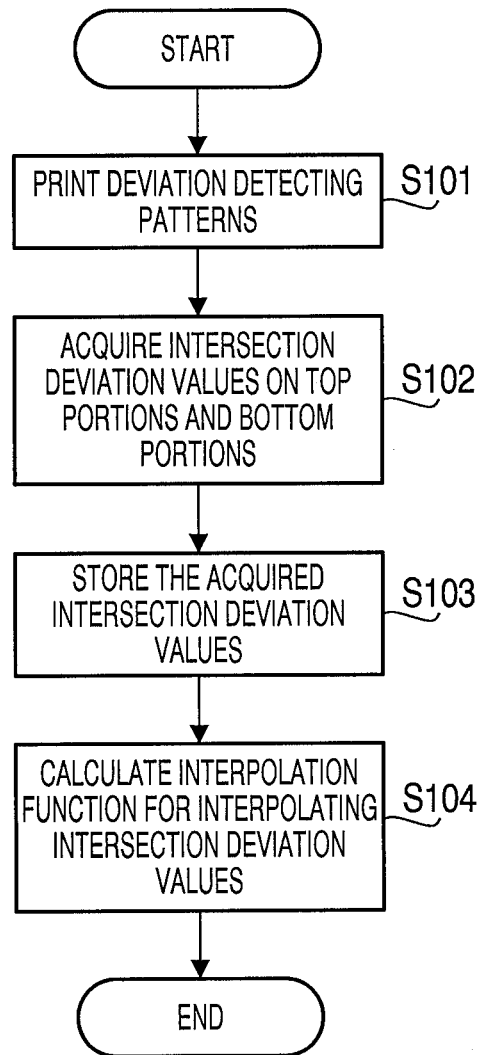 START
PRINT DEVIATION DETECTING
PATTERNS
S101
ACQUIRE INTERSECTION
DEVIATION VALUES ON TOP
PORTIONS AND BOTTOM
PORTIONS
S102
STORE THE ACQUIRED
INTERSECTION DEVIATION
VALUES
S103
CALCULATE INTERPOLATION
FUNCTION FOR INTERPOLATING
INTERSECTION DEVIATION
VALUES
S104
END